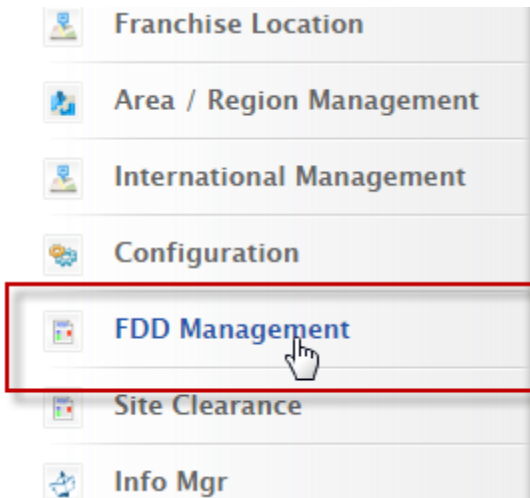 Franchise Location
Area / Region Management
International Management
Configuration
FDD Management
Site Clearance
Info Mgr